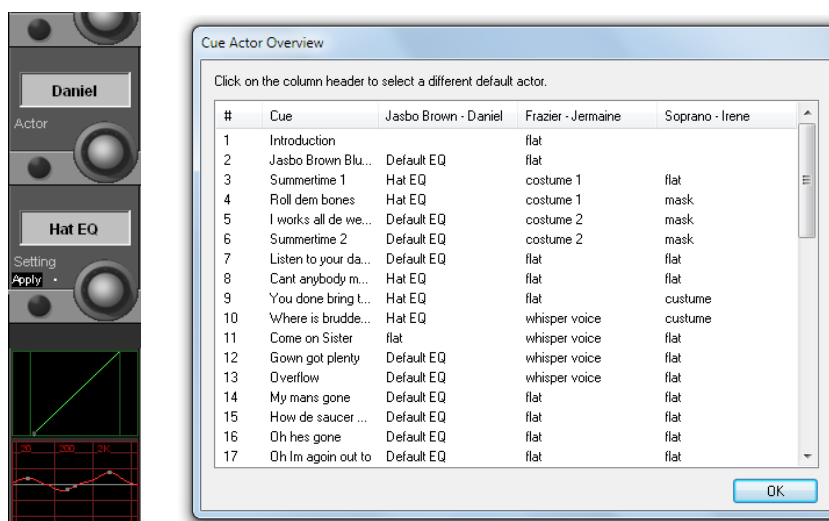 Daniel
Actor
Hat EQ
Setting
Apply
20 200 2K
Cue Actor Overview
Click on the column header to select a different default actor.
# Cue Jasbo Brown - Daniel Frazier - Jermaine Soprano - Irene
1 Introduction flat
2 Jasbo Brown Blu... Default EQ flat
3 Summertime 1 Hat EQ costume 1 flat
4 Roll dem bones Hat EQ costume 1 mask
5 I works all de we... Default EQ costume 2 mask
6 Summertime 2 Default EQ costume 2 mask
7 Listen to your da... Default EQ flat flat
8 Cant anybody m... Hat EQ flat flat
9 You done bring t... Hat EQ flat custume
10 Where is brudde... Hat EQ whisper voice custume
11 Come on Sister flat whisper voice flat
12 Gown got plenty Default EQ whisper voice flat
13 Overflow Default EQ whisper voice flat
14 My mans gone Default EQ flat flat
15 How de saucer ... Default EQ flat flat
16 Oh hes gone Default EQ flat flat
17 Oh Im agoin out to Default EQ flat flat
OK